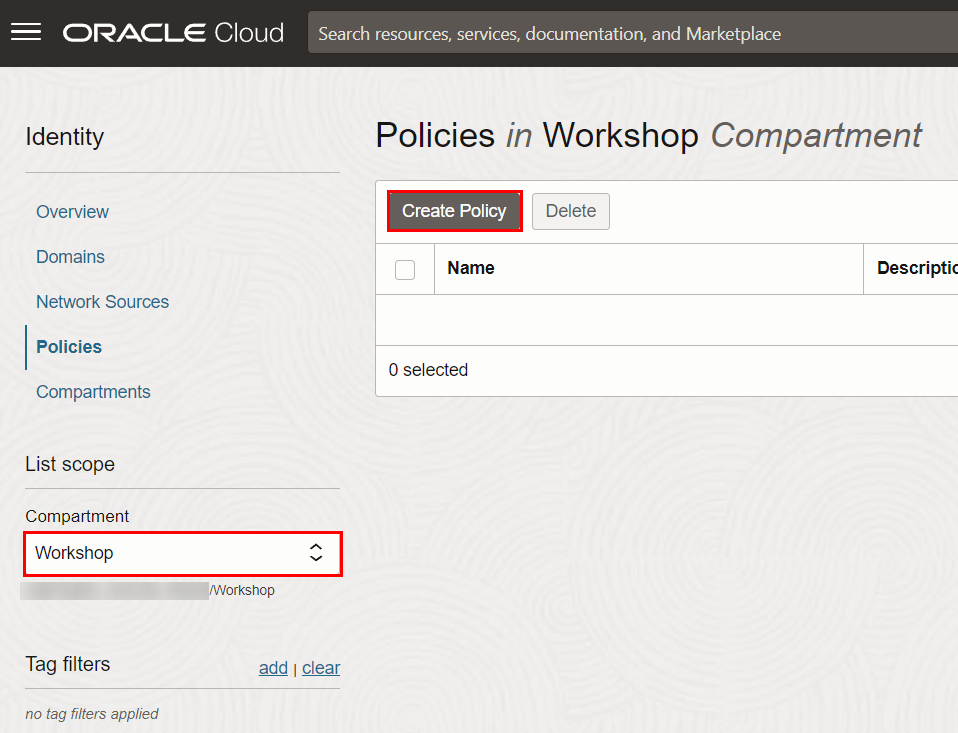 ORACLE Cloud
Search resources, services, documentation, and Marketplace
Identity
Overview
Domains
Network Sources
Policies
Compartments
List scope
Compartment
Workshop
/Workshop
Tag filters
add | clear
no tag filters applied
Policies in Workshop Compartment
Create Policy
Delete
Name
Descriptio
0 selected